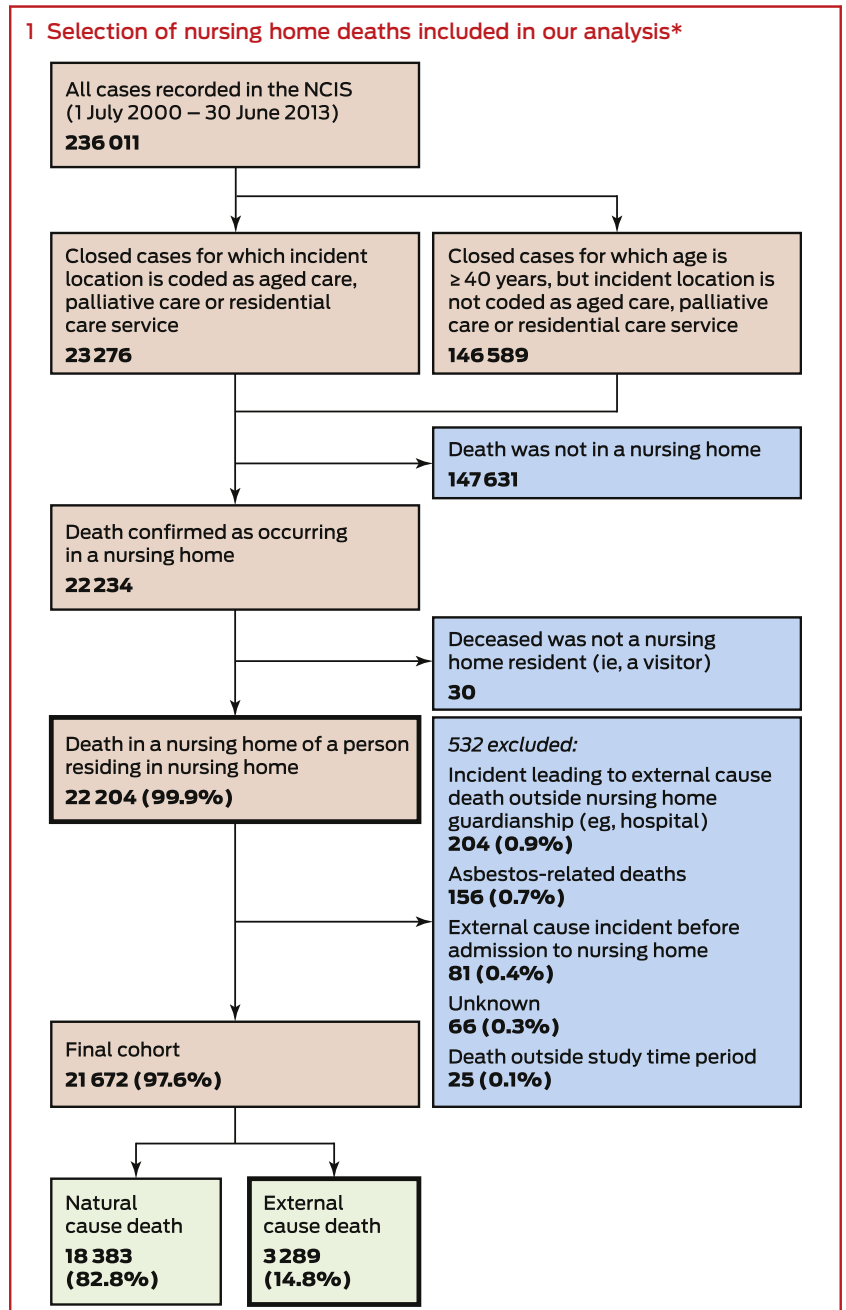 1 Selection of nursing home deaths included in our analysis*
All cases recorded in the NCIS
(1 July 2000 – 30 June 2013)
236 011
Closed cases for which incident
location is coded as aged care,
palliative care or residential
care service
23 276
Closed cases for which age is
≥ 40 years, but incident location is
not coded as aged care, palliative
care or residential care service
146 589
Death was not in a nursing home
147 631
Death confirmed as occurring
in a nursing home
22 234
Deceased was not a nursing
home resident (ie, a visitor)
30
Death in a nursing home of a person
residing in nursing home
22 204 (99.9%)
532 excluded:
Incident leading to external cause
death outside nursing home
guardianship (eg, hospital)
204 (0.9%)
Asbestos-related deaths
156 (0.7%)
External cause incident before
admission to nursing home
81 (0.4%)
Unknown
66 (0.3%)
Death outside study time period
25 (0.1%)
Final cohort
21 672 (97.6%)
Natural
cause death
18 383
(82.8%)
External
cause death
3 289
(14.8%)